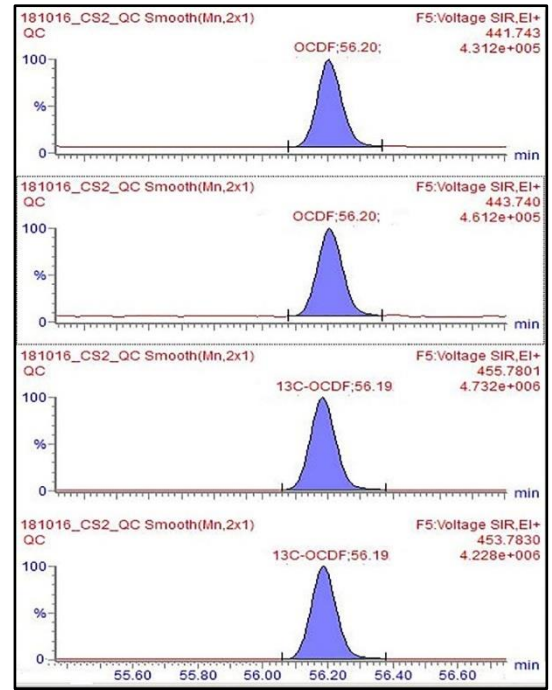 181016_CS2_QC Smooth(Mn,2x1) F5:Voltage SIR,EI+
QC 441.743
OCDF;56.20; 4.312e+005
100
%
0
min
181016_CS2_QC Smooth(Mn,2x1) F5:Voltage SIR,EI+
QC 443.740
OCDF;56.20; 4.612e+005
100
%
0
min
181016_CS2_QC Smooth(Mn,2x1) F5:Voltage SIR,EI+
QC 455.7801
13C-OCDF;56.19 4.732e+006
100
%
0
min
181016_CS2_QC Smooth(Mn,2x1) F5:Voltage SIR,EI+
QC 453.7830
13C-OCDF;56.19 4.228e+006
100
%
0
min
55.60 55.80 56.00 56.20 56.40 56.60